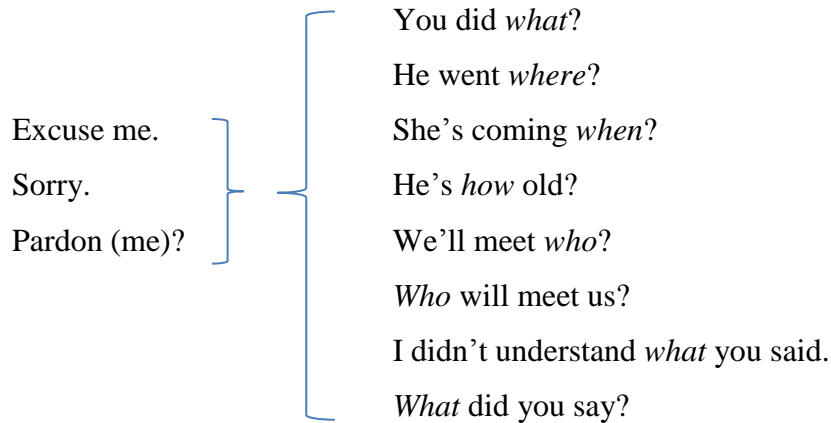 You did what?
He went where?
Excuse me. She's coming when?
Sorry. He's how old?
Pardon (me)? We'll meet who?
Who will meet us?
I didn't understand what you said.
What did you say?